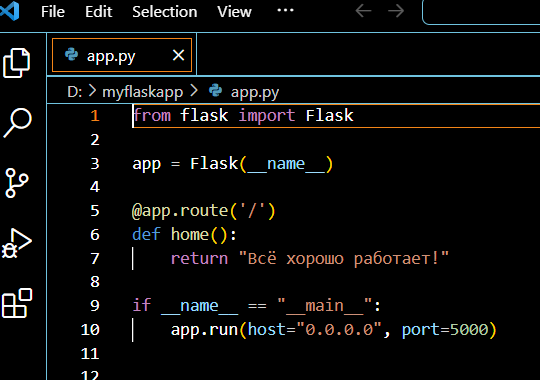 File Edit Selection View ···
app.py ×
D: > myflaskapp > app.py
1 from flask import Flask
2
3 app = Flask(__name__)
4
5 @app.route('/')
6 def home():
7     return "Всё хорошо работает!"
8
9 if __name__ == "__main__":
10     app.run(host="0.0.0.0", port=5000)
11
12